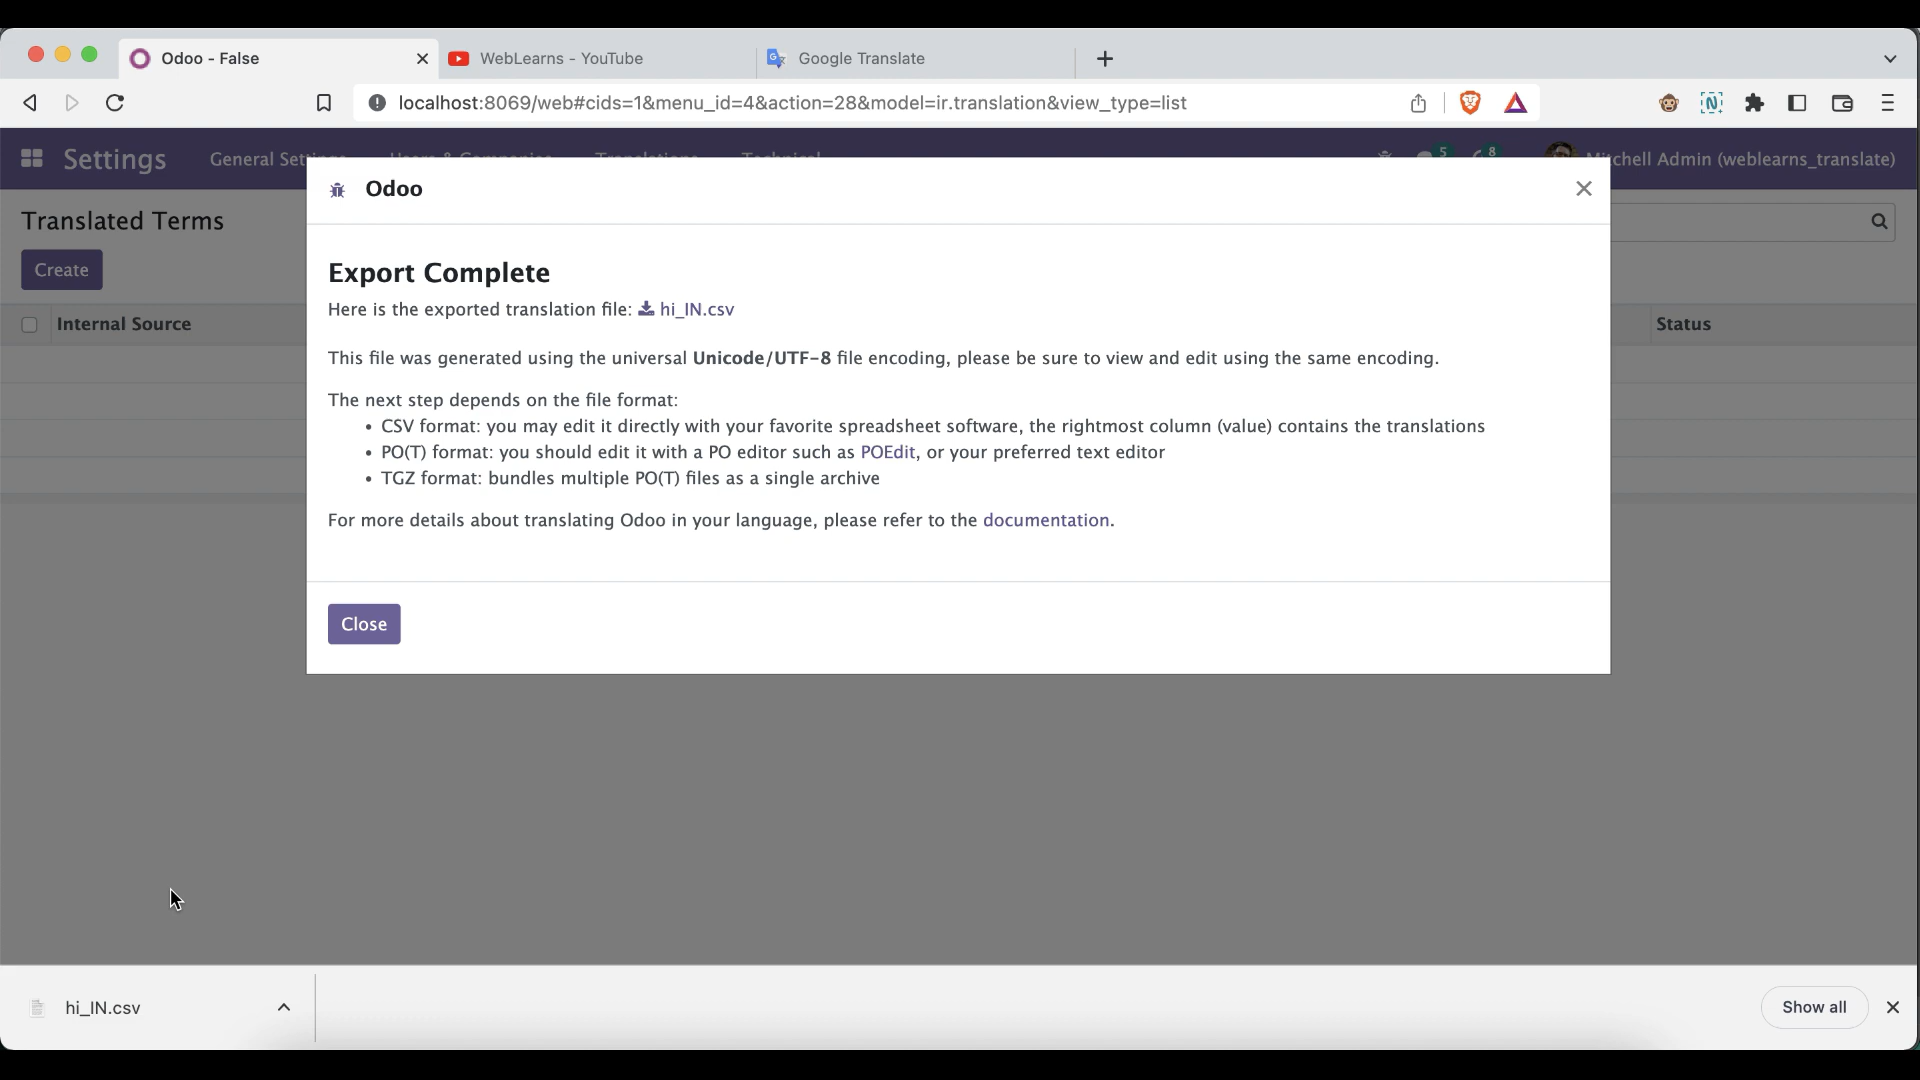 Odoo - False
WebLearns - YouTube
Google Translate
localhost:8069/web#cids=1&menu_id=4&action=28&model=ir.translation&view_type=list
Settings
General
5
8
Admin (weblearns_translate)
Odoo
Translated Terms
Create
Export Complete
Here is the exported translation file: hi_IN.csv
Internal Source
Status
This file was generated using the universal Unicode/UTF-8 file encoding, please be sure to view and edit using the same encoding.
The next step depends on the file format:
• CSV format: you may edit it directly with your favorite spreadsheet software, the rightmost column (value) contains the translations
• PO(T) format: you should edit it with a PO editor such as POEdit, or your preferred text editor
• TGZ format: bundles multiple PO(T) files as a single archive
For more details about translating Odoo in your language, please refer to the documentation.
Close
hi_IN.csv
Show all